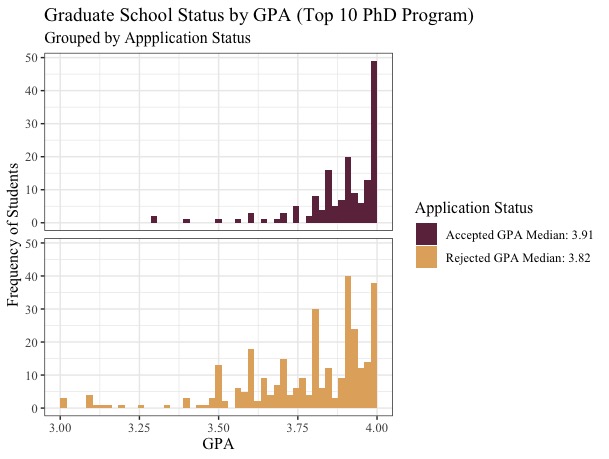 Graduate School Status by GPA (Top 10 PhD Program)
Grouped by Appplication Status
50
40
30
20
10
0
50
40
30
20
10
0
Frequency of Students
3.00 3.25 3.50 3.75 4.00
GPA
Application Status
Accepted GPA Median: 3.91
Rejected GPA Median: 3.82